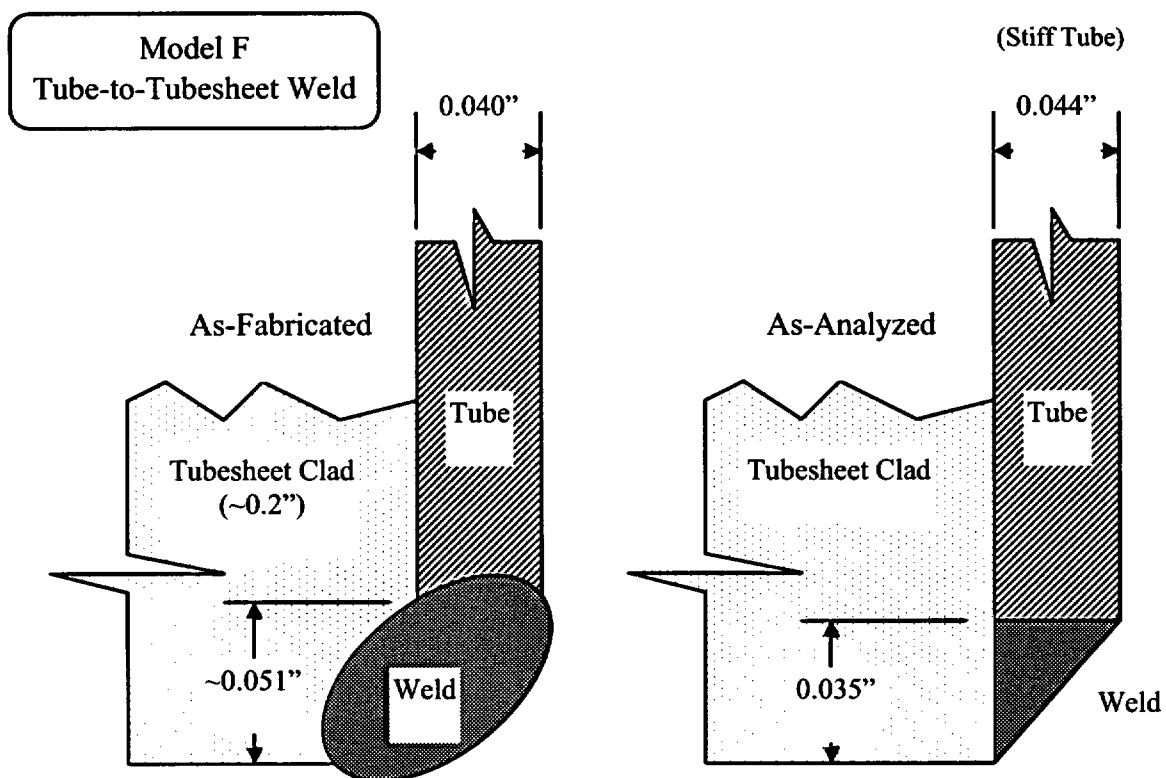 Model F
Tube-to-Tubesheet Weld
(Stiff Tube)
0.040”
0.044”
As-Fabricated
As-Analyzed
Tube
Tube
Tubesheet Clad
(~0.2”)
Tubesheet Clad
~0.051”
Weld
0.035”
Weld